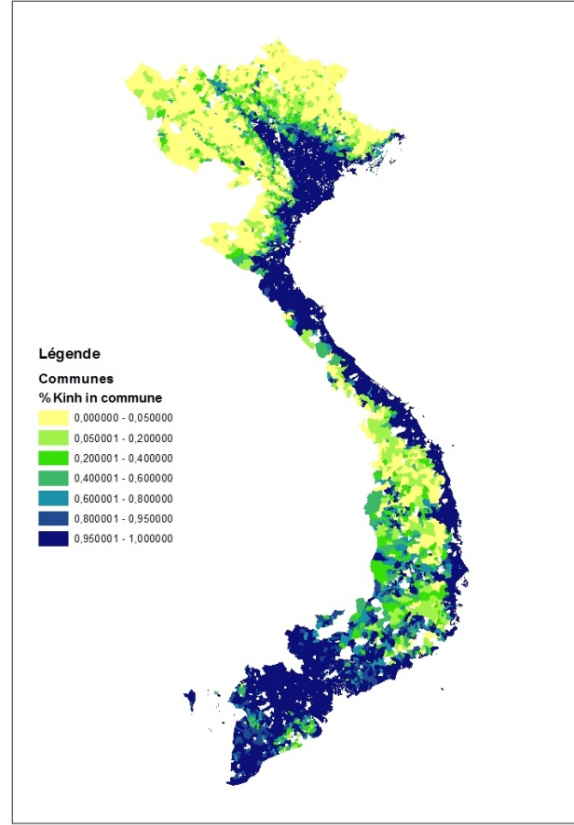 Légende
Communes
% Kinh in commune
0,000000 - 0,050000
0,050001 - 0,200000
0,200001 - 0,400000
0,400001 - 0,600000
0,600001 - 0,800000
0,800001 - 0,950000
0,950001 - 1,000000